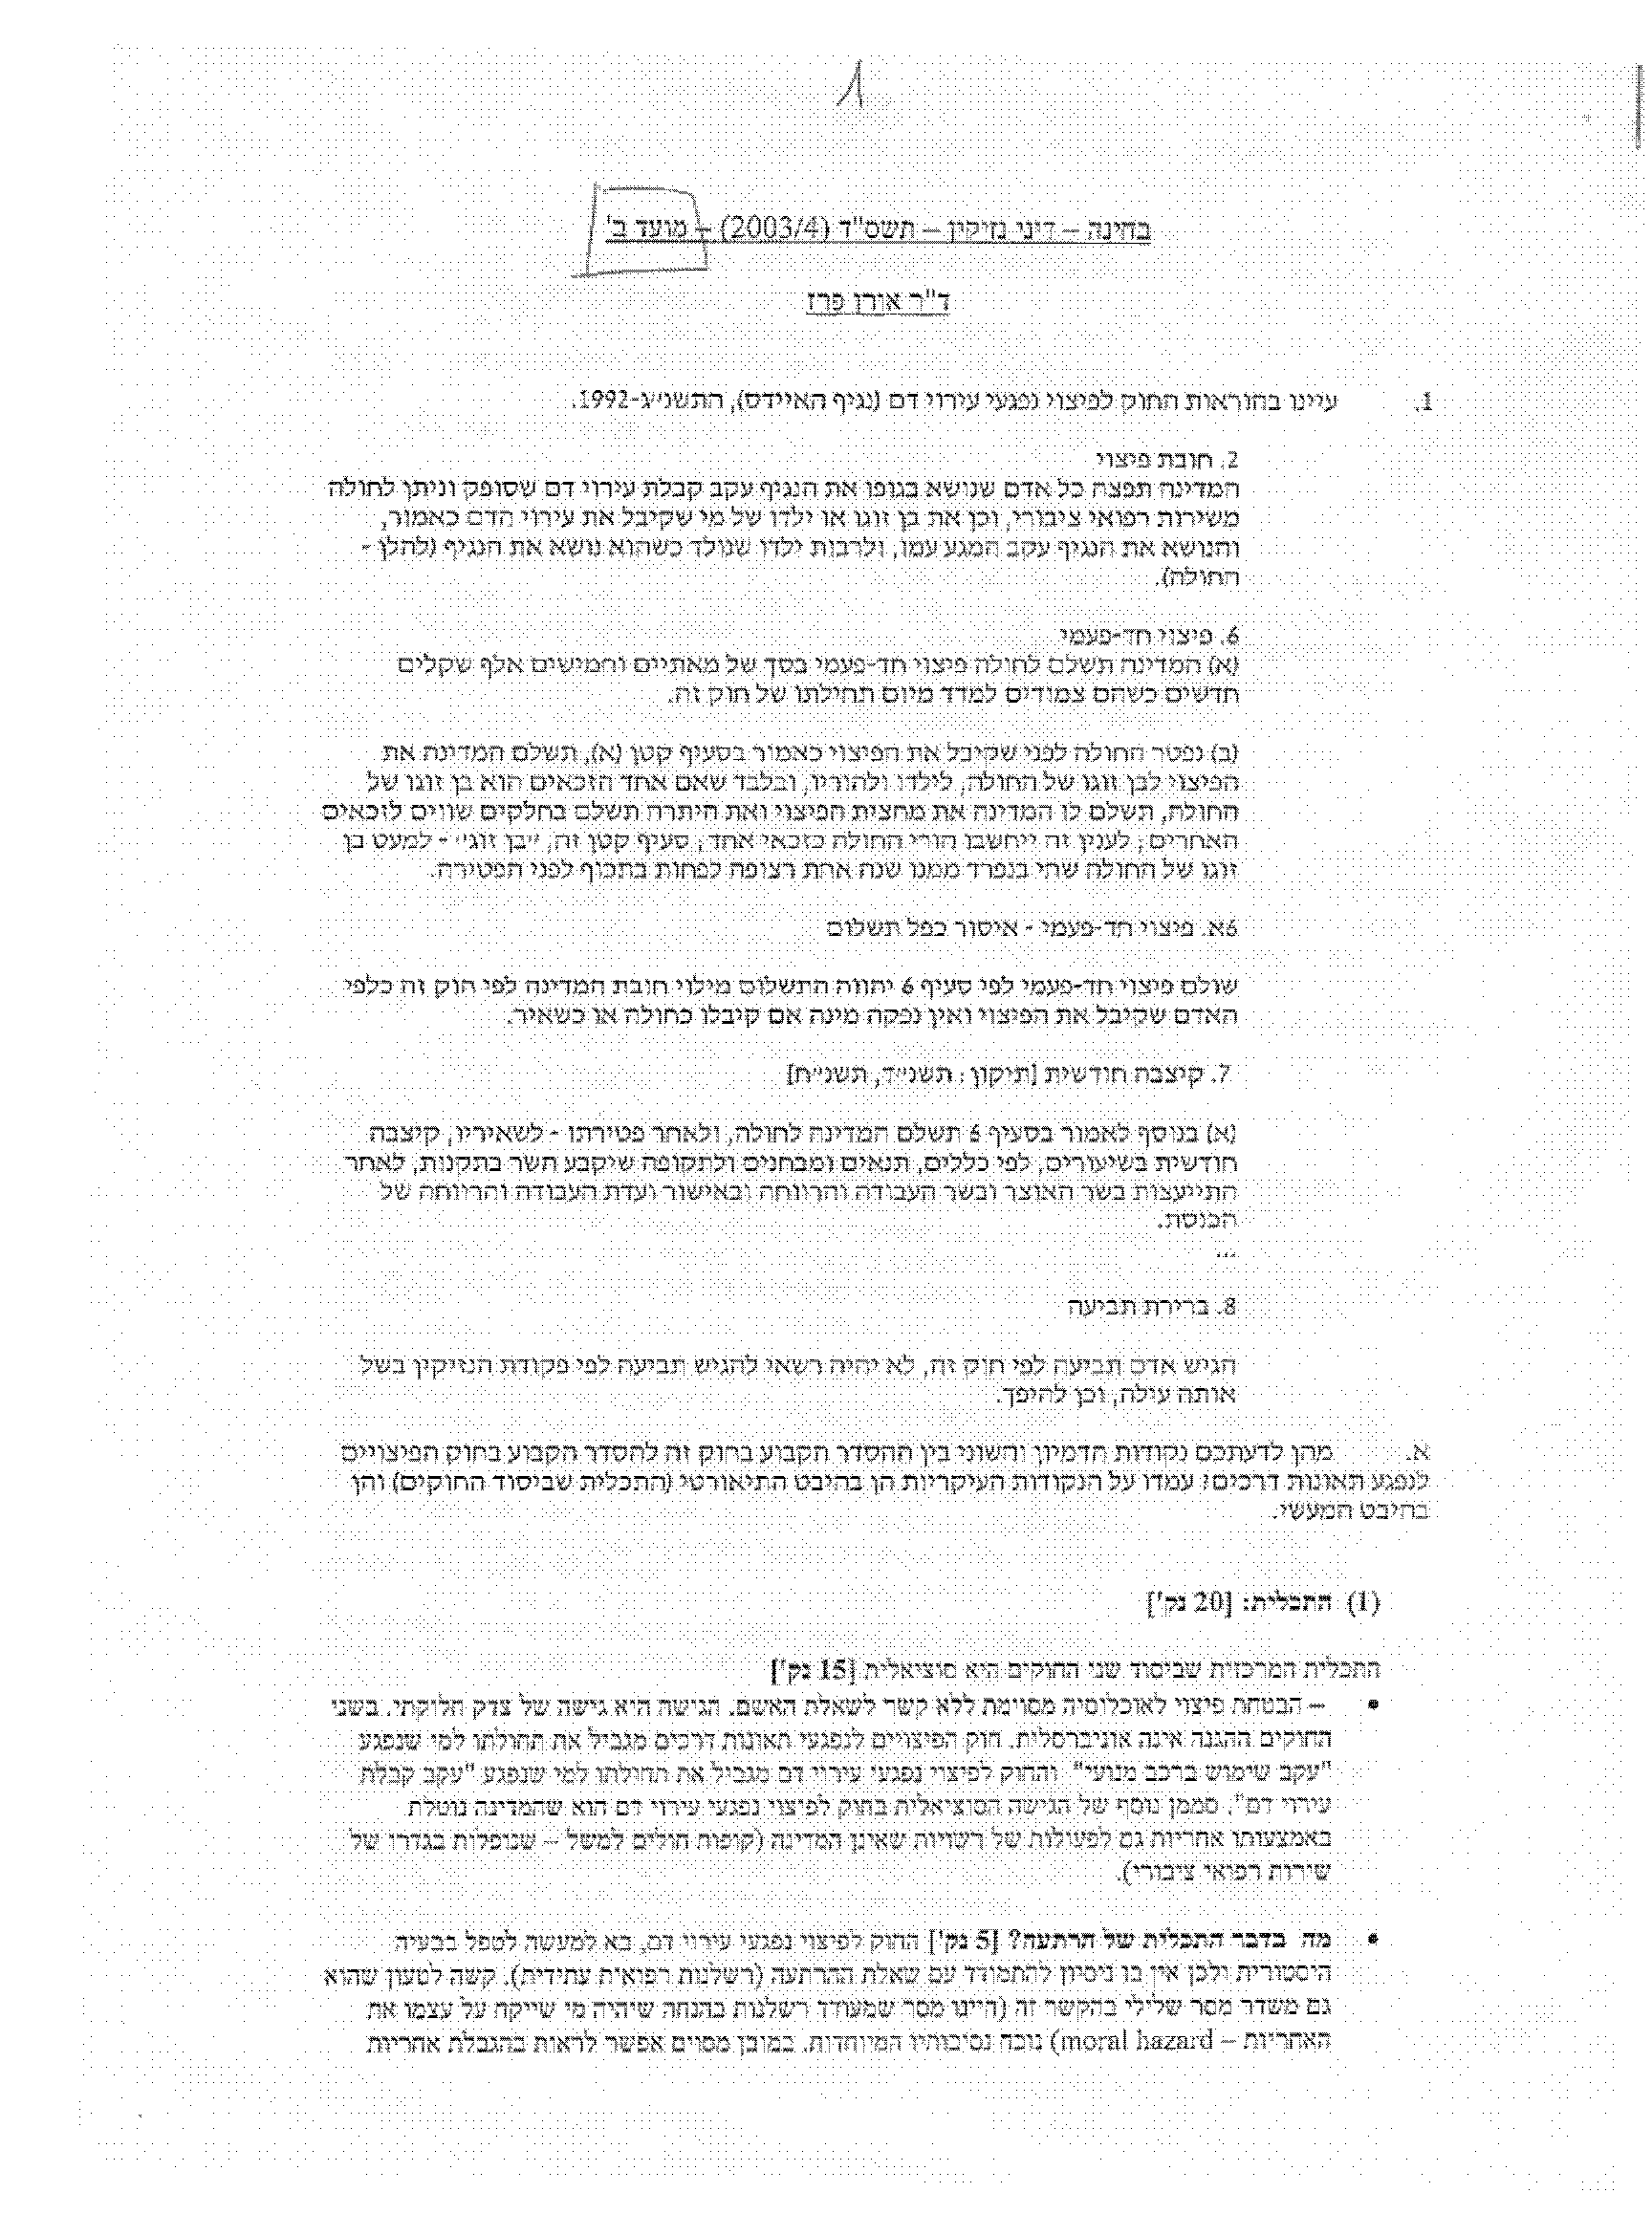 בחינה – דיני נזיקין – תשס"ד (2003/4) – מועד ב'
ד"ר אורן פרז
1. עיינו בהוראות החוק לפיצוי נפגעי עירוי דם (נגיף האיידס), התשנ״ג-1992.
2. חובת פיצוי
המדינה תפצה כל אדם שנושא בגופו את הנגיף עקב קבלת עירוי דם שסופק וניתן לחולה
משירות רפואי ציבורי, וכן את בן זוגו או ילדו של מי שקיבל את עירוי הדם כאמור,
והנושא את הנגיף עקב המגע עמו, ולרבות ילדו שנולד כשהוא נושא את הנגיף (להלן -
החולה).
6. פיצוי חד-פעמי
(א) המדינה תשלם לחולה פיצוי חד-פעמי בסך של מאתיים וחמישים אלף שקלים
חדשים כשהם צמודים למדד מיום תחילתו של חוק זה.
(ב) נפטר החולה לפני שקיבל את הפיצוי כאמור בסעיף קטן (א), תשלם המדינה את
הפיצוי לבן זוגו של החולה, לילדו ולהוריו, ובלבד שאם אחד הזכאים הוא בן זוגו של
החולה, תשלם לו המדינה את מחצית הפיצוי ואת היתרה תשלם בחלקים שווים לזכאים
האחרים; לענין זה ייחשבו הורי החולה כזכאי אחד; סעיף קטן זה, ״בן זוג״ - למעט בן
זוגו של החולה שחי בנפרד ממנו שנה אחת רצופה לפחות בתכוף לפני הפטירה.
6א. פיצוי חד-פעמי - איסור כפל תשלום
שולם פיצוי חד-פעמי לפי סעיף 6 יהווה התשלום מילוי חובת המדינה לפי חוק זה כלפי
האדם שקיבל את הפיצוי ואין נפקה מינה אם קיבלו כחולה או כשאיר.
7. קיצבה חודשית [תיקון: תשנ״ד, תשנ״ח]
(א) בנוסף לאמור בסעיף 6 תשלם המדינה לחולה, ולאחר פטירתו - לשאיריו, קיצבה
חודשית בשיעורים, לפי כללים, תנאים ומבחנים ולתקופה שיקבע השר בתקנות, לאחר
התייעצות בשר האוצר ובשר העבודה והרווחה ובאישור ועדת העבודה והרווחה של
הכנסת.
...
8. ברירת תביעה
הגיש אדם תביעה לפי חוק זה, לא יהיה רשאי להגיש תביעה לפי פקודת הנזיקין בשל
אותה עילה, וכן להיפך.
א. מהן לדעתכם נקודות הדמיון והשוני בין ההסדר הקבוע בחוק זה להסדר הקבוע בחוק הפיצויים
לנפגע תאונות דרכים? עמדו על הנקודות העיקריות הן בהיבט התיאורטי (התכלית שביסוד החוקים) והן
בהיבט המעשי.
(1) התכלית: [20 נק']
התכלית המרכזית שביסוד שני החוקים היא סוציאלית [15 נק']
• – הבטחת פיצוי לאוכלוסיה מסוימת ללא קשר לשאלת האשם. הגישה היא גישה של צדק חלוקתי. בשני
החוקים ההגנה אינה אוניברסלית. חוק הפיצויים לנפגעי תאונות דרכים מגביל את תחולתו למי שנפגע
"עקב שימוש ברכב מנועי" והחוק לפיצוי נפגעי עירוי דם מגביל את תחולתו למי שנפגע "עקב קבלת
עירוי דם". סממן נוסף של הגישה הסוציאלית בחוק לפיצוי נפגעי עירוי דם הוא שהמדינה נוטלת
באמצעותו אחריות גם לפעולות של רשויות שאינן המדינה (קופות חולים למשל – שנופלות בגדרו של
שירות רפואי ציבורי).
• מה בדבר התכלית של הרתעה? [5 נק'] החוק לפיצוי נפגעי עירוי דם, בא למעשה לטפל בבעיה
היסטורית ולכן אין בו ניסיון להתמודד עם שאלת ההרתעה (רשלנות רפואית עתידית). קשה לטעון שהוא
גם משדר מסר שלילי בהקשר זה (היינו מסר שמעודד רשלנות בהנחה שיהיה מי שייקח על עצמו את
האחריות – moral hazard) נוכח נסיבותיו המיוחדות. במובן מסוים אפשר לראות בהגבלת אחריות